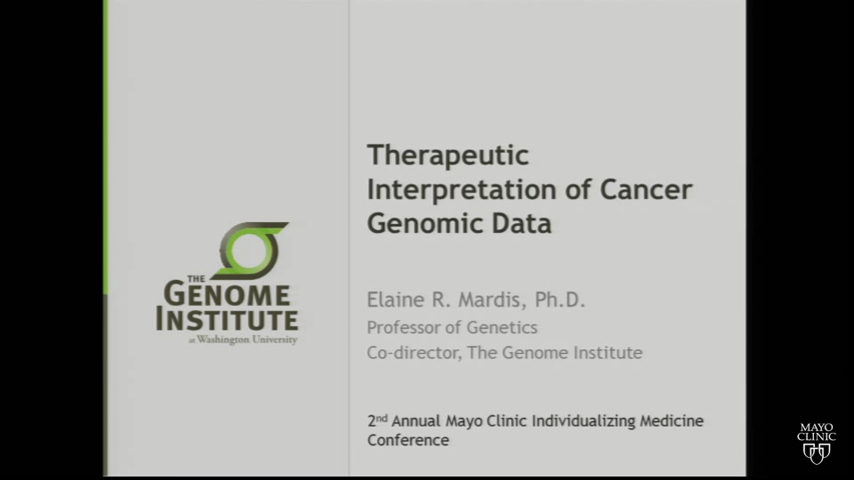 THE
GENOME
INSTITUTE
at Washington University
Therapeutic
Interpretation of Cancer
Genomic Data
Elaine R. Mardis, Ph.D.
Professor of Genetics
Co-director, The Genome Institute
2nd Annual Mayo Clinic Individualizing Medicine
Conference
MAYO
CLINIC